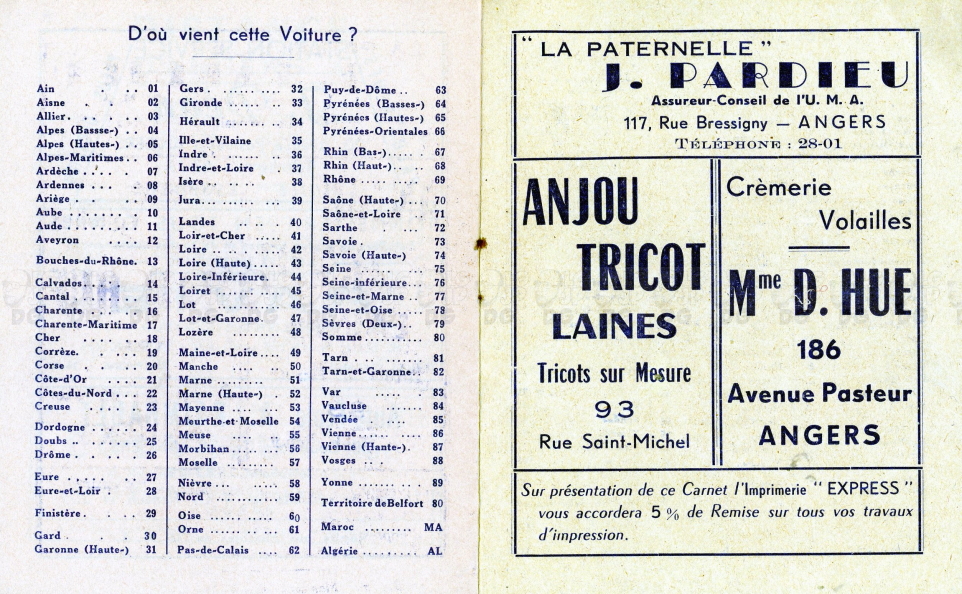 D'où vient cette Voiture ?
Ain . .. 01
Aisne . . . 02
Allier. . . . 03
Alpes (Bassse-) .. 04
Alpes (Hautes-) . . 05
Alpes-Maritimes . . 06
Ardèche . . . . 07
Ardennes . . . 08
Ariège . . . . 09
Aube . . . . . . . 10
Aude . . . . . . . 11
Aveyron . . . 12
Bouches-du-Rhône. 13
Calvados . . . . 14
Cantal . . . . . 15
Charente . . . . 16
Charente-Maritime 17
Cher . . . . 18
Corrèze. . . . . 19
Corse . . . . . 20
Côte-d'Or . . . . 21
Côtes-du-Nord . . . 22
Creuse . . . . 23
Dordogne . . . . . 24
Doubs .. . . . . 25
Drôme . . . . . 26
Eure . . . . . . 27
Eure-et-Loir . . 28
Finistère . . . . 29
Gard . . . . . 30
Garonne (Haute-) 31
Gers . . . . . . . 32
Gironde . . . . . 33
Hérault . . . . . . 34
Ille-et-Vilaine 35
Indre . . . . . . 36
Indre-et-Loire . 37
Isère . . . . . 38
Jura... . . . . . 39
Landes . . . . 40
Loir-et-Cher .... 41
Loire . . . . . . 42
Loire (Haute) .... 43
Loire-Inférieure. 44
Loiret . . . . . 45
Lot . . . . . . 46
Lot-et-Garonne. . 47
Lozère . . . . 48
Maine-et-Loire .... 49
Manche . . . . . 50
Marne . . . . . . 51
Marne (Haute-) . 52
Mayenne .... .... 53
Meurthe-et-Moselle 54
Meuse . . . . . 55
Morbihan . . . . . 56
Moselle . . . . . 57
Nièvre . . . . . . 58
Nord . . . . . . 59
Oise . . . . . . . 60
Orne . . . . . . . 61
Pas-de-Calais .... 62
Puy-de-Dôme . . 63
Pyrénées (Basses-) 64
Pyrénées (Hautes-) 65
Pyrénées-Orientales 66
Rhin (Bas-) . . . . . 67
Rhin (Haut-) . . . 68
Rhône . . . . . . 69
Saône (Haute-) . . . 70
Saône-et-Loire . . 71
Sarthe . . . . . 72
Savoie . . . . . 73
Savoie (Haute-) . 74
Seine . . . . . 75
Seine-inférieure... 76
Seine-et-Marne . . 77
Seine-et-Oise . . . 78
Sèvres (Deux-) . . . 79
Somme . . . . . . 80
Tarn . . . . . . 81
Tarn-et-Garonne. . 82
Var . . . . . . 83
Vaucluse . . . . 84
Vendée . . . . 85
Vienne . . . . . 86
Vienne (Hante-) . 87
Vosges . . . . 88
Yonne . . . . . 89
Territoire de Belfort 80
Maroc ......... MA
Algérie .......... AL
" LA PATERNELLE "
J. PARDIEU
Assureur-Conseil de l'U. M. A.
117, Rue Bressigny — ANGERS
TÉLÉPHONE : 28-01
ANJOU
TRICOT
LAINES
Tricots sur Mesure
93
Rue Saint-Michel
Crèmerie
Volailles
Mme D. HUE
186
Avenue Pasteur
ANGERS
Sur présentation de ce Carnet l'Imprimerie " EXPRESS "
vous accordera 5 % de Remise sur tous vos travaux
d'impression.